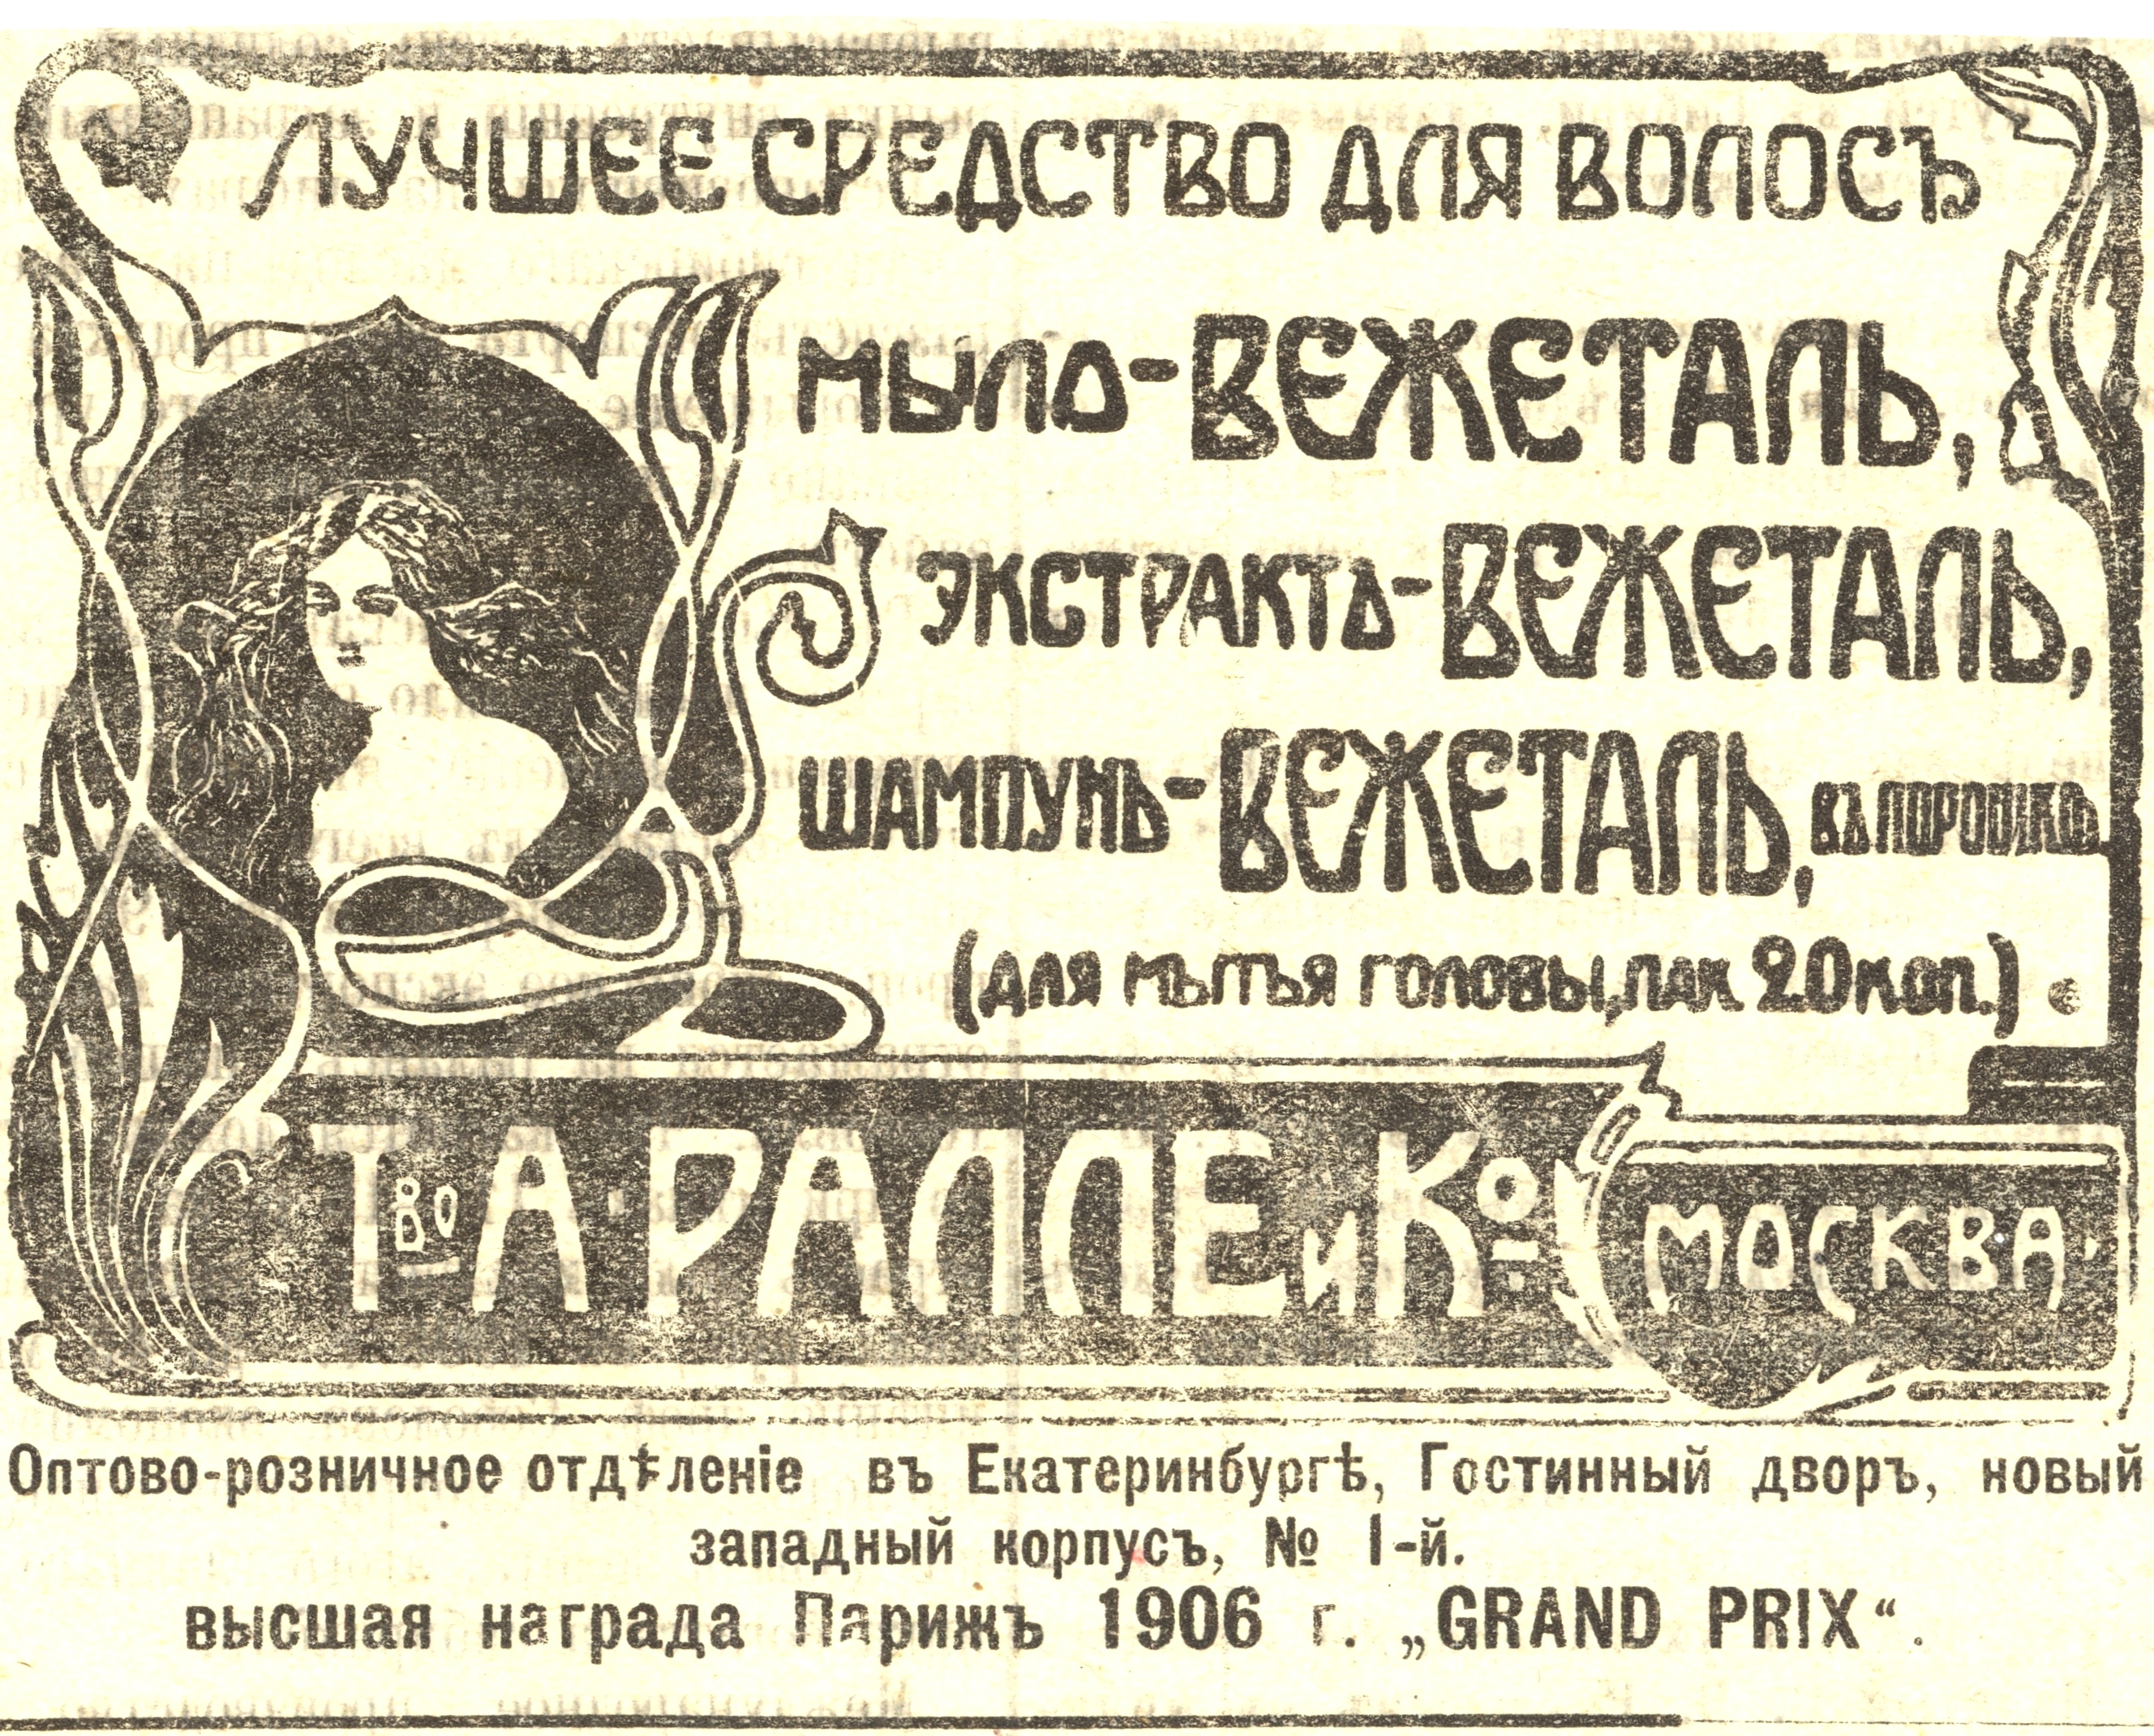 ЛУЧШЕЕ СРЕДСТВО ДЛЯ ВОЛОСЪ
МЫЛО-ВЕЖЕТАЛЬ,
ЭКСТРАКТЪ-ВЕЖЕТАЛЬ,
ШАМПУНЬ-ВЕЖЕТАЛЬ, ВЪ ПОРОШКѢ
(для мытья головы, пак 20 коп.)
Т ВО А. РАЛЛЕ и Ко
МОСКВА.
Оптово-розничное отдѣленіе въ Екатеринбургѣ, Гостинный дворъ, новый
западный корпусъ, № 1-й.
высшая награда Парижъ 1906 г. „GRAND PRIX“.